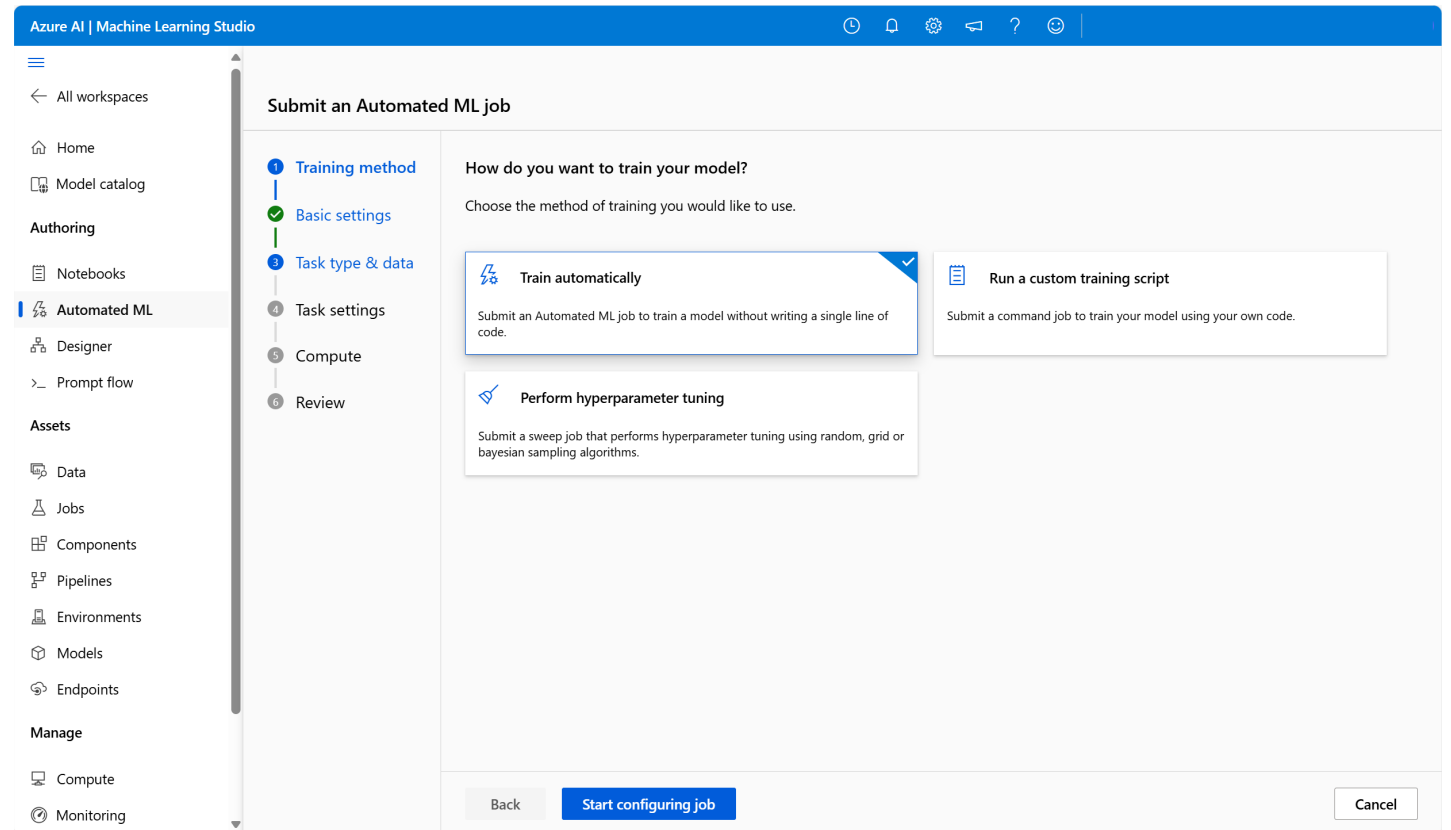 Azure AI | Machine Learning Studio
All workspaces
Home
Model catalog
Authoring
Notebooks
Automated ML
Designer
Prompt flow
Assets
Data
Jobs
Components
Pipelines
Environments
Models
Endpoints
Manage
Compute
Monitoring
Submit an Automated ML job
1 Training method
Basic settings
3 Task type & data
4 Task settings
5 Compute
6 Review
How do you want to train your model?
Choose the method of training you would like to use.
Train automatically
Submit an Automated ML job to train a model without writing a single line of
code.
Run a custom training script
Submit a command job to train your model using your own code.
Perform hyperparameter tuning
Submit a sweep job that performs hyperparameter tuning using random, grid or
bayesian sampling algorithms.
Back
Start configuring job
Cancel